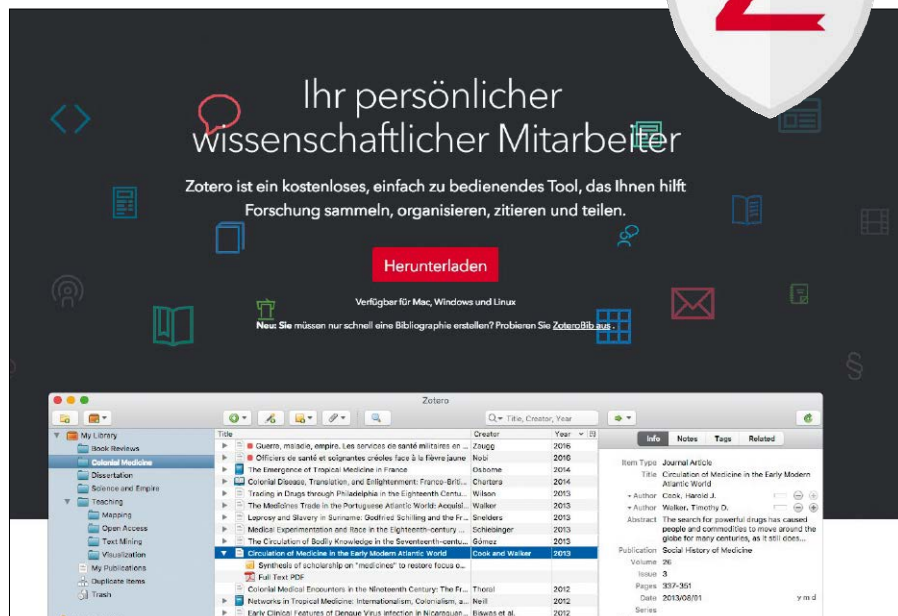 Ihr persönlicher
wissenschaftlicher Mitarbeiter
Zotero ist ein kostenloses, einfach zu bedienendes Tool, das Ihnen hilft
Forschung sammeln, organisieren, zitieren und teilen.
Herunterladen
Verfügbar für Mac, Windows und Linux
Neu: Sie müssen nur schnell eine Bibliographie erstellen? Probieren Sie ZoteroBib aus .
Zotero
Title, Creator, Year
My Library
Book Reviews
Colonial Medicine
Dissertation
Science and Empire
Teaching
Mapping
Open Access
Text Mining
Visualization
My Publications
Duplicate Items
Trash
Title Creator Year
Guerre, maladie, empire. Les services de santé militaires en ... Zaugg 2016
Officiers de santé et soignantes créoles face à la fièvre jaune Nobi 2016
The Emergence of Tropical Medicine in France Osborne 2014
Colonial Disease, Translation, and Enlightenment: Franco-Briti... Charters 2014
Trading in Drugs through Philadelphia in the Eighteenth Centu... Wilson 2013
The Medicines Trade in the Portuguese Atlantic World: Acquisi... Walker 2013
Leprosy and Slavery in Suriname: Godfried Schilling and the Fr... Snelders 2013
Medical Experimentation and Race in the Eighteenth-century ... Schiebinger 2013
The Circulation of Bodily Knowledge in the Seventeenth-centu... Gómez 2013
Circulation of Medicine in the Early Modern Atlantic World Cook and Walker 2013
Synthesis of scholarship on "medicines" to restore focus o...
Full Text PDF
Colonial Medical Encounters in the Nineteenth Century: The Fr... Thoral 2012
Networks in Tropical Medicine: Internationalism, Colonialism, a... Neill 2012
Early Clinical Features of Dengue Virus Infection in Nicaraguan... Biswas et al. 2012
Info Notes Tags Related
Item Type Journal Article
Title Circulation of Medicine in the Early Modern
Atlantic World
Author Cook, Harold J.
Author Walker, Timothy D.
Abstract The search for powerful drugs has caused
people and commodities to move around the
globe for many centuries, as it still does...
Publication Social History of Medicine
Volume 26
Issue 3
Pages 337-351
Date 2013/08/01 y m d
Series